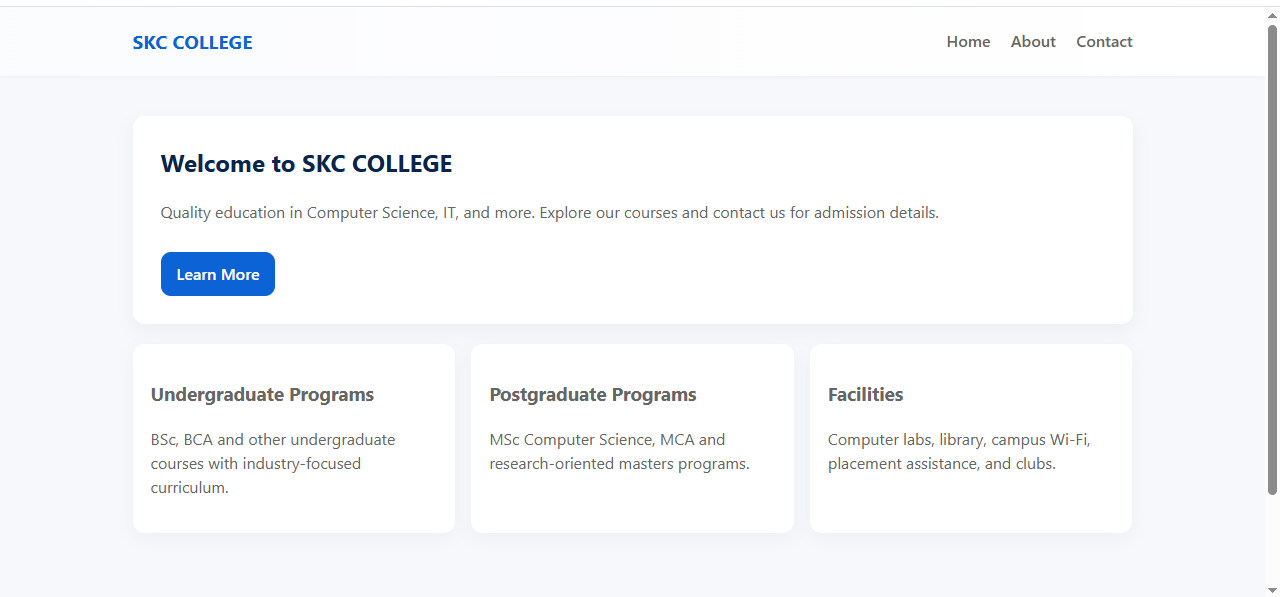 SKC COLLEGE
Home About Contact
Welcome to SKC COLLEGE
Quality education in Computer Science, IT, and more. Explore our courses and contact us for admission details.
Learn More
Undergraduate Programs
BSc, BCA and other undergraduate
courses with industry-focused
curriculum.
Postgraduate Programs
MSc Computer Science, MCA and
research-oriented masters programs.
Facilities
Computer labs, library, campus Wi-Fi,
placement assistance, and clubs.